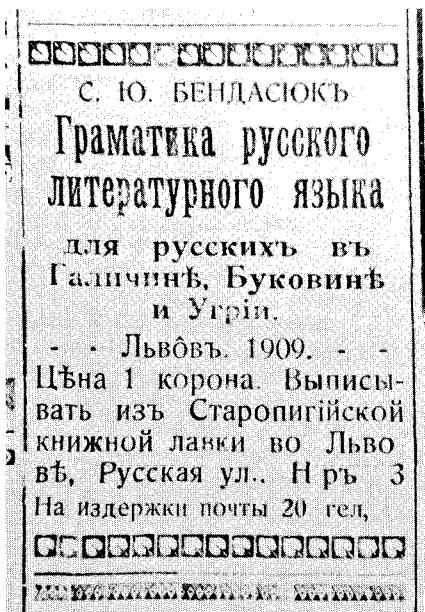 С. Ю. БЕНДАСЮКЪ
Граматика русского
литературного языка
для русскихъ въ
Галичинѣ, Буковинѣ
и Угріи.
- - Львôвъ. 1909. - -
Цѣна 1 корона. Выписы-
вать изъ Старопигійской
книжной лавки во Льво
вѣ, Русская ул.. Нръ 3
На издержки почты 20 гел,